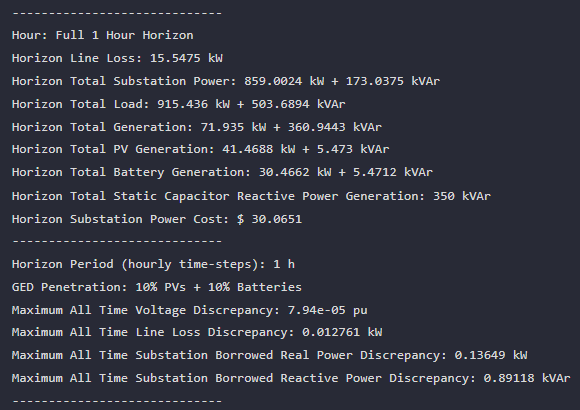 -----------------------------
Hour: Full 1 Hour Horizon
Horizon Line Loss: 15.5475 kW
Horizon Total Substation Power: 859.0024 kW + 173.0375 kVAr
Horizon Total Load: 915.436 kW + 503.6894 kVAr
Horizon Total Generation: 71.935 kW + 360.9443 kVAr
Horizon Total PV Generation: 41.4688 kW + 5.473 kVAr
Horizon Total Battery Generation: 30.4662 kW + 5.4712 kVAr
Horizon Total Static Capacitor Reactive Power Generation: 350 kVAr
Horizon Substation Power Cost: $ 30.0651
-----------------------------
Horizon Period (hourly time-steps): 1 h
GED Penetration: 10% PVs + 10% Batteries
Maximum All Time Voltage Discrepancy: 7.94e-05 pu
Maximum All Time Line Loss Discrepancy: 0.012761 kW
Maximum All Time Substation Borrowed Real Power Discrepancy: 0.13649 kW
Maximum All Time Substation Borrowed Reactive Power Discrepancy: 0.89118 kVAr
-----------------------------